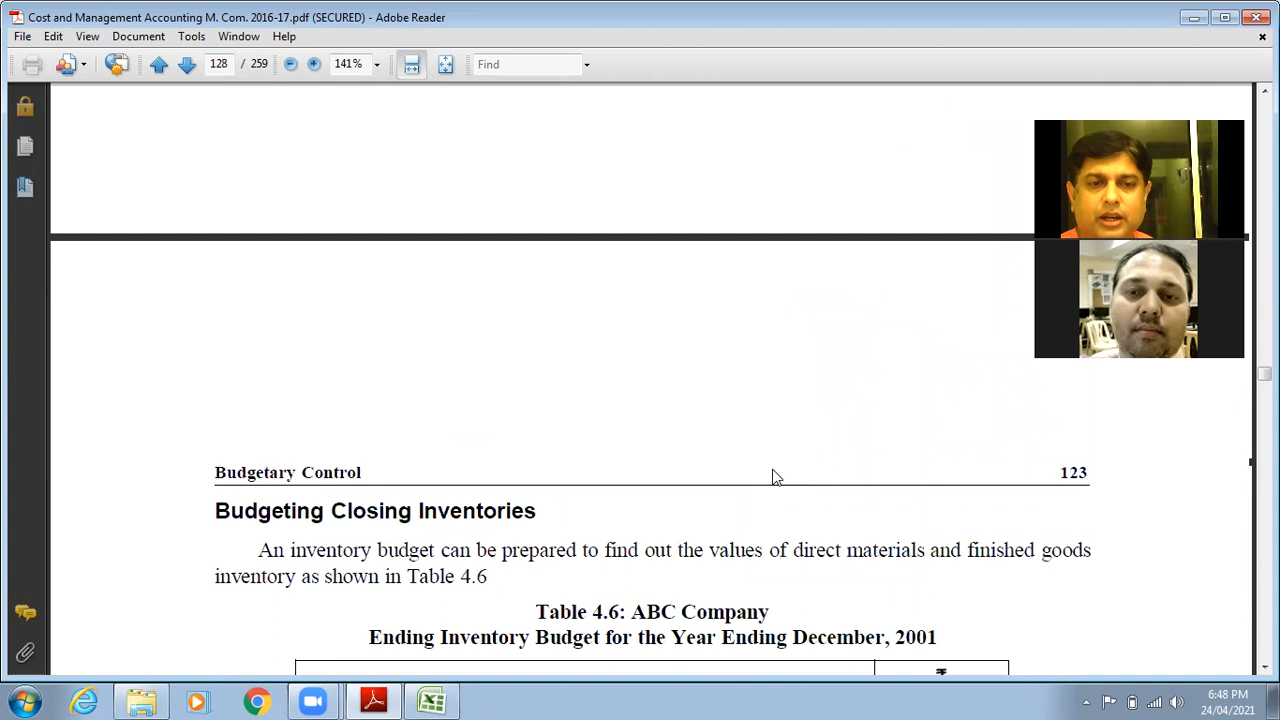 Cost and Management Accounting M. Com. 2016-17.pdf (SECURED) - Adobe Reader
File Edit View Document Tools Window Help
128 / 259 141% Find
Budgetary Control 123
Budgeting Closing Inventories
An inventory budget can be prepared to find out the values of direct materials and finished goods
inventory as shown in Table 4.6
Table 4.6: ABC Company
Ending Inventory Budget for the Year Ending December, 2001
₹
6:48 PM
24/04/2021